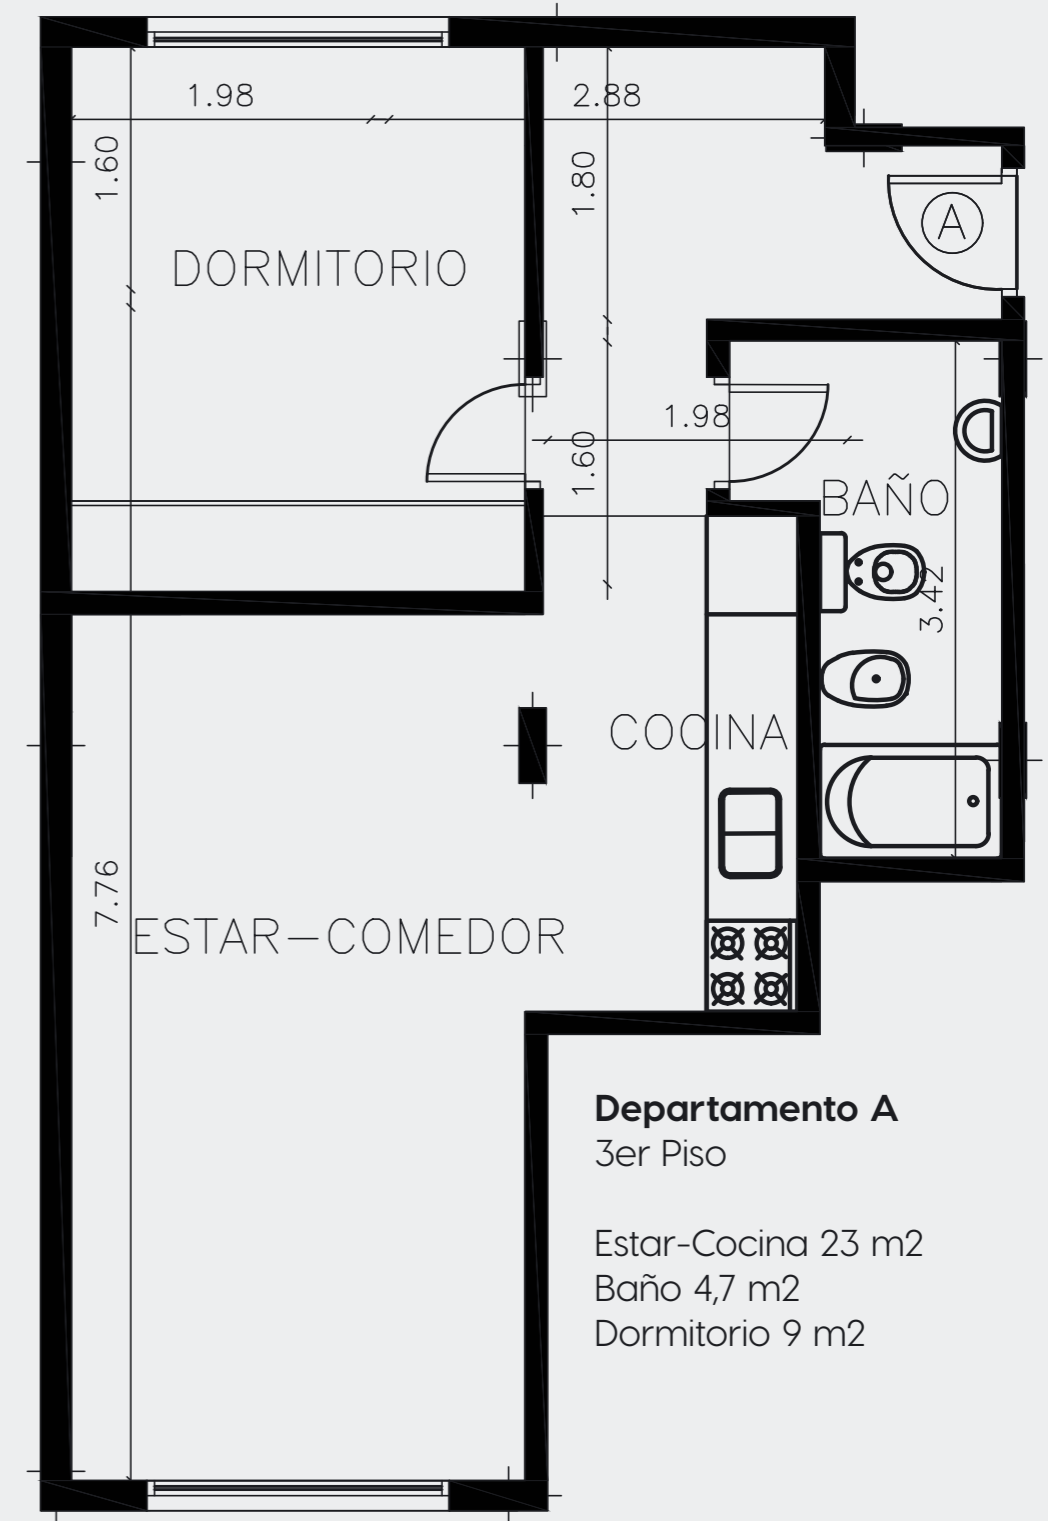 1.98
2.88
1.60
1.80
A
DORMITORIO
1.98
1.60
BAÑO
3.42
COCINA
7.76
ESTAR-COMEDOR
Departamento A
3er Piso
Estar-Cocina 23 m2
Baño 4,7 m2
Dormitorio 9 m2